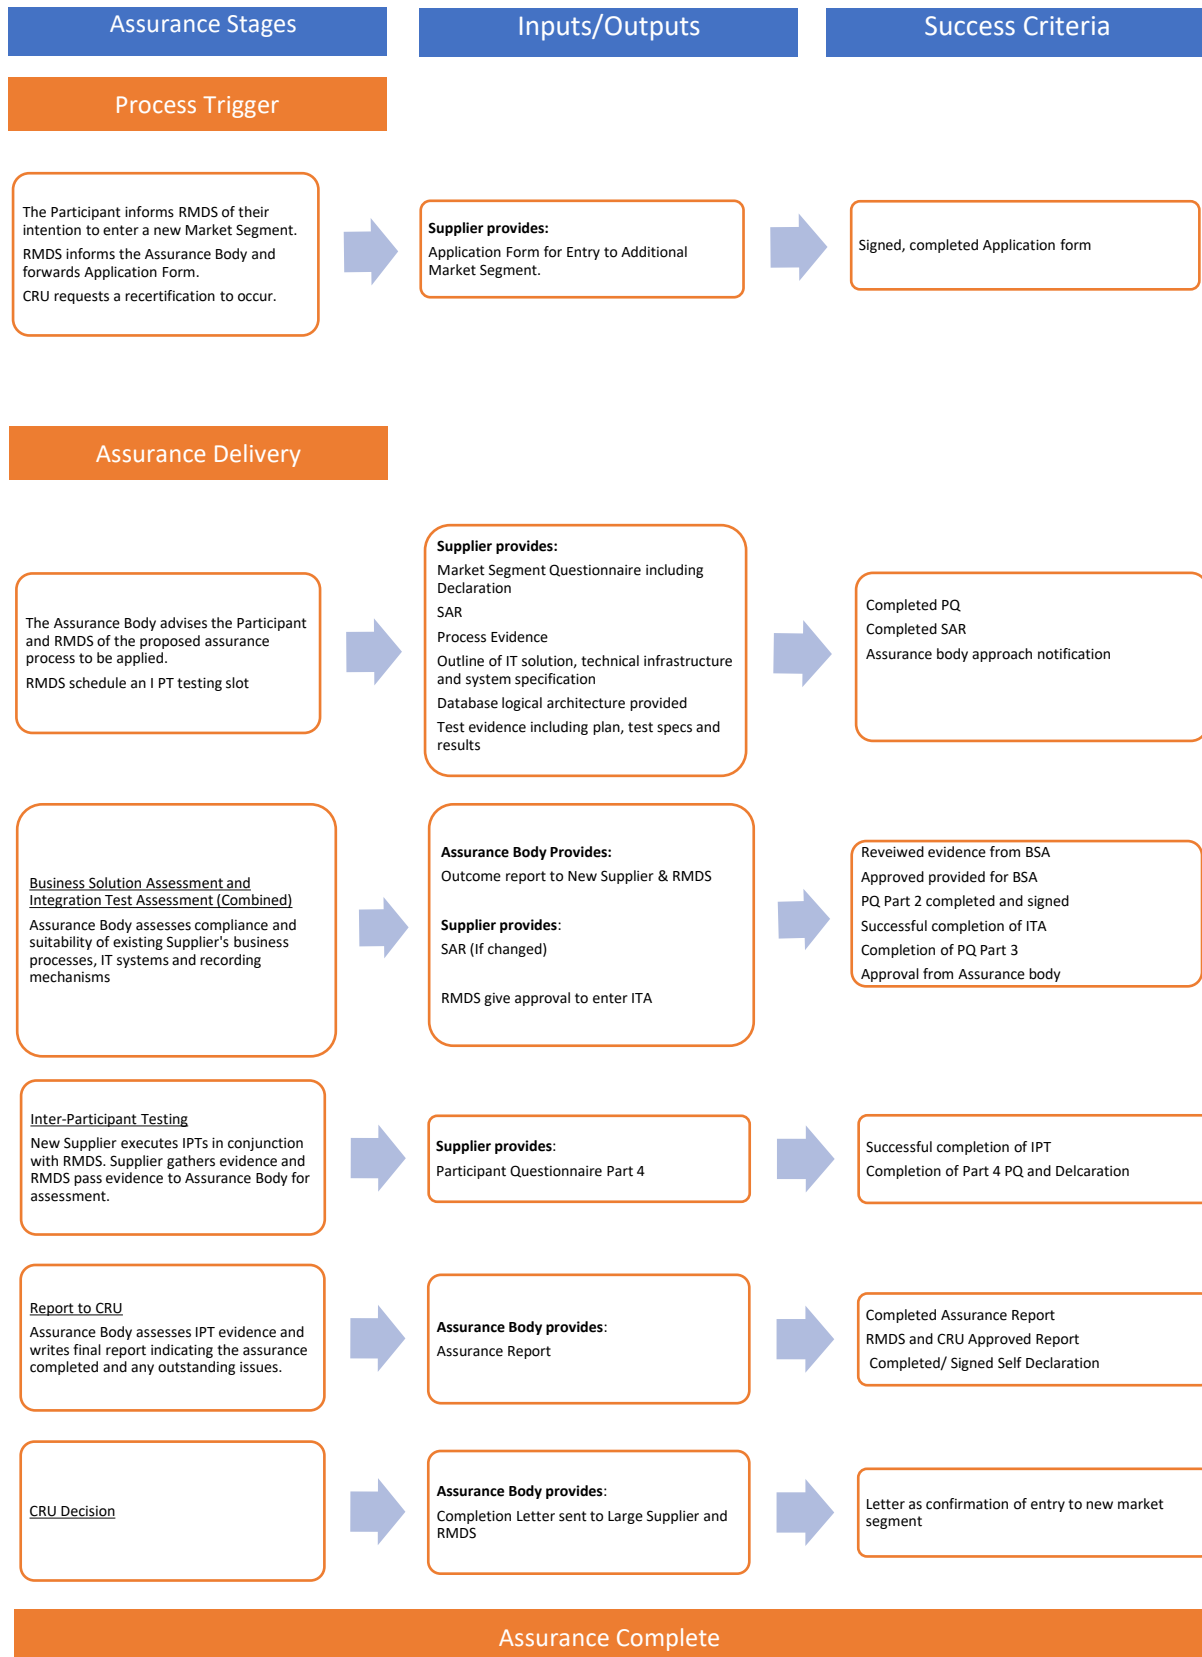 Assurance Stages
Inputs/Outputs
Success Criteria
Process Trigger
The Participant informs RMDS of their
intention to enter a new Market Segment.
RMDS informs the Assurance Body and
forwards Application Form.
CRU requests a recertification to occur.
Supplier provides:
Application Form for Entry to Additional
Market Segment.
Signed, completed Application form
Assurance Delivery
The Assurance Body advises the Participant
and RMDS of the proposed assurance
process to be applied.
RMDS schedule an I PT testing slot
Supplier provides:
Market Segment Questionnaire including
Declaration
SAR
Process Evidence
Outline of IT solution, technical infrastructure
and system specification
Database logical architecture provided
Test evidence including plan, test specs and
results
Completed PQ
Completed SAR
Assurance body approach notification
Business Solution Assessment and
Integration Test Assessment (Combined)
Assurance Body assesses compliance and
suitability of existing Supplier's business
processes, IT systems and recording
mechanisms
Assurance Body Provides:
Outcome report to New Supplier & RMDS
Supplier provides:
SAR (If changed)
RMDS give approval to enter ITA
Reveiwed evidence from BSA
Approved provided for BSA
PQ Part 2 completed and signed
Successful completion of ITA
Completion of PQ Part 3
Approval from Assurance body
Inter-Participant Testing
New Supplier executes IPTs in conjunction
with RMDS. Supplier gathers evidence and
RMDS pass evidence to Assurance Body for
assessment.
Supplier provides:
Participant Questionnaire Part 4
Successful completion of IPT
Completion of Part 4 PQ and Delcaration
Report to CRU
Assurance Body assesses IPT evidence and
writes final report indicating the assurance
completed and any outstanding issues.
Assurance Body provides:
Assurance Report
Completed Assurance Report
RMDS and CRU Approved Report
Completed/ Signed Self Declaration
CRU Decision
Assurance Body provides:
Completion Letter sent to Large Supplier and
RMDS
Letter as confirmation of entry to new market
segment
Assurance Complete